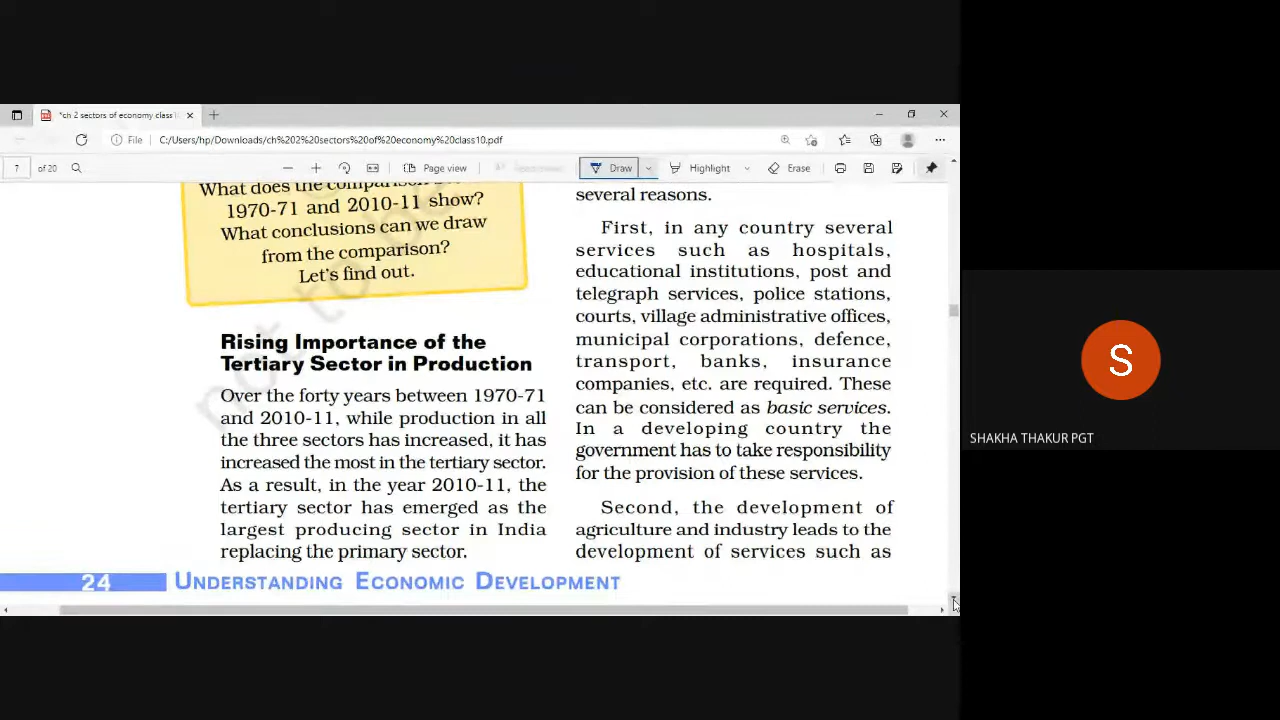 *ch 2 sectors of economy class1
File C:/Users/hp/Downloads/ch%202%20sectors%20of%20economy%20class10.pdf
7 of 20 Page view Draw Highlight Erase
What does the comparison
1970-71 and 2010-11 show?
What conclusions can we draw
from the comparison?
Let's find out.
not to be
Rising Importance of the
Tertiary Sector in Production
Over the forty years between 1970-71
and 2010-11, while production in all
the three sectors has increased, it has
increased the most in the tertiary sector.
As a result, in the year 2010-11, the
tertiary sector has emerged as the
largest producing sector in India
replacing the primary sector.
several reasons.
First, in any country several
services such as hospitals,
educational institutions, post and
telegraph services, police stations,
courts, village administrative offices,
municipal corporations, defence,
transport, banks, insurance
companies, etc. are required. These
can be considered as basic services.
In a developing country the
government has to take responsibility
for the provision of these services.
Second, the development of
agriculture and industry leads to the
development of services such as
24 UNDERSTANDING ECONOMIC DEVELOPMENT
S
SHAKHA THAKUR PGT